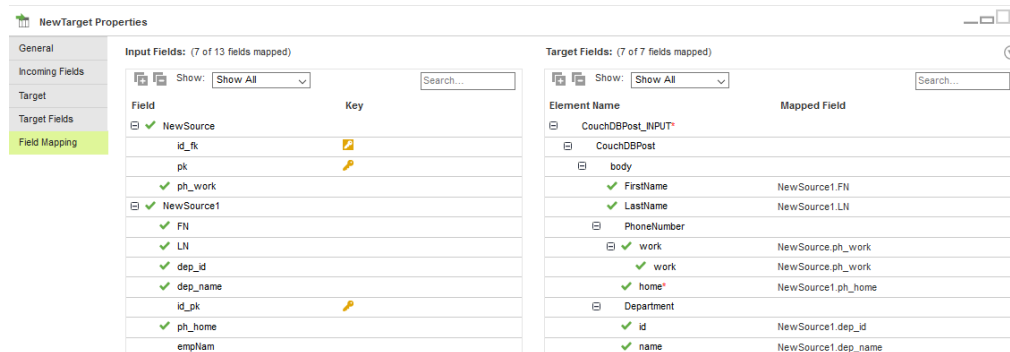 NewTarget Properties
General
Incoming Fields
Target
Target Fields
Field Mapping
Input Fields: (7 of 13 fields mapped)
Show: Show All
Search...
Field Key
NewSource
id_fk
pk
ph_work
NewSource1
FN
LN
dep_id
dep_name
id_pk
ph_home
empNam
Target Fields: (7 of 7 fields mapped)
Show: Show All
Search...
Element Name Mapped Field
CouchDBPost_INPUT*
CouchDBPost
body
FirstName NewSource1.FN
LastName NewSource1.LN
PhoneNumber
work NewSource.ph_work
work NewSource.ph_work
home* NewSource1.ph_home
Department
id NewSource1.dep_id
name NewSource1.dep_name